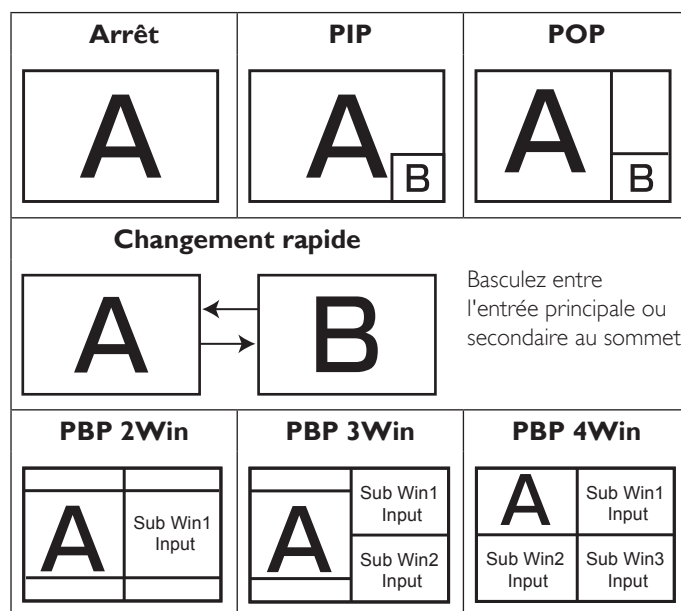 Arrêt
PIP
POP
A
A
B
A
B
Changement rapide
A
B
Basculez entre
l'entrée principale ou
secondaire au sommet
PBP 2Win
PBP 3Win
PBP 4Win
A
Sub Win1
Input
A
Sub Win1
Input
Sub Win2
Input
A
Sub Win1
Input
Sub Win2
Input
Sub Win3
Input